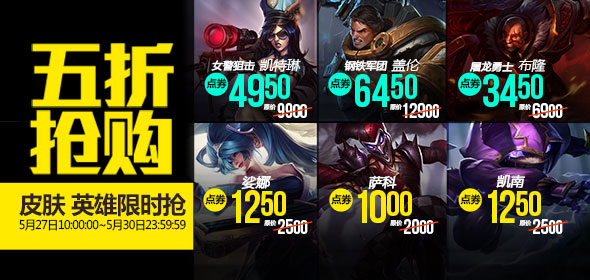 五折
抢购
皮肤 英雄限时抢
5月27日10:00:00~5月30日23:59:59
女警狙击 凯特琳
点券 4950
原价 9900
钢铁军团 盖伦
点券 6450
原价 12900
屠龙勇士 布隆
点券 3450
原价 6900
娑娜
点券 1250
原价 2500
萨科
点券 1000
原价 2000
凯南
点券 1250
原价 2500